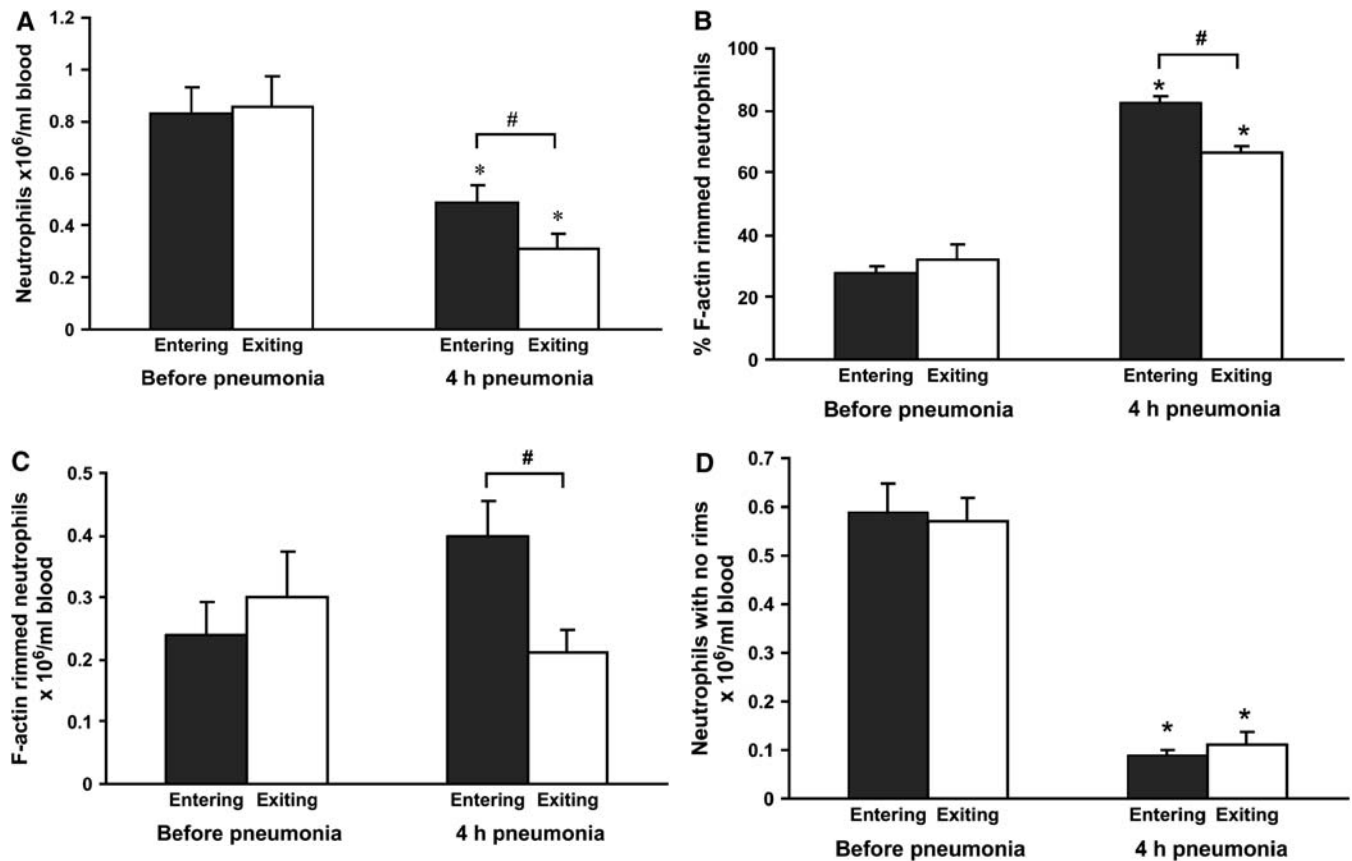 A
Neutrophils x10⁶/ml blood
1.2
1
0.8
0.6
0.4
0.2
0
#
*
*
Entering Exiting Entering Exiting
Before pneumonia 4 h pneumonia
B
% F-actin rimmed neutrophils
100
80
60
40
20
0
#
*
*
Entering Exiting Entering Exiting
Before pneumonia 4 h pneumonia
C
F-actin rimmed neutrophils
x 10⁶/ml blood
0.5
0.4
0.3
0.2
0.1
0
#
Entering Exiting Entering Exiting
Before pneumonia 4 h pneumonia
D
Neutrophils with no rims
x 10⁶/ml blood
0.7
0.6
0.5
0.4
0.3
0.2
0.1
0
*
*
Entering Exiting Entering Exiting
Before pneumonia 4 h pneumonia